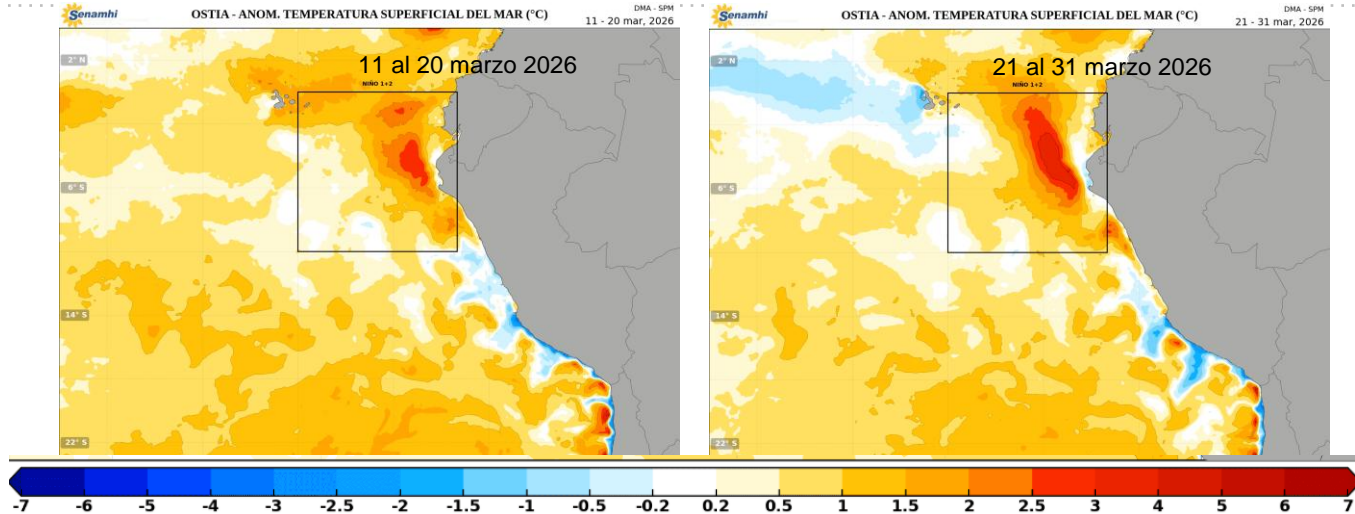 Senamhi
OSTIA - ANOM. TEMPERATURA SUPERFICIAL DEL MAR (°C)
DMA - SPM
11 - 20 mar, 2026
11 al 20 marzo 2026
2° N
NIÑO 1+2
6° S
14° S
22° S
Senamhi
OSTIA - ANOM. TEMPERATURA SUPERFICIAL DEL MAR (°C)
DMA - SPM
21 - 31 mar, 2026
21 al 31 marzo 2026
2° N
NIÑO 1+2
6° S
14° S
22° S
-7 -6 -5 -4 -3 -2.5 -2 -1.5 -1 -0.5 -0.2 0.2 0.5 1 1.5 2 2.5 3 4 5 6 7